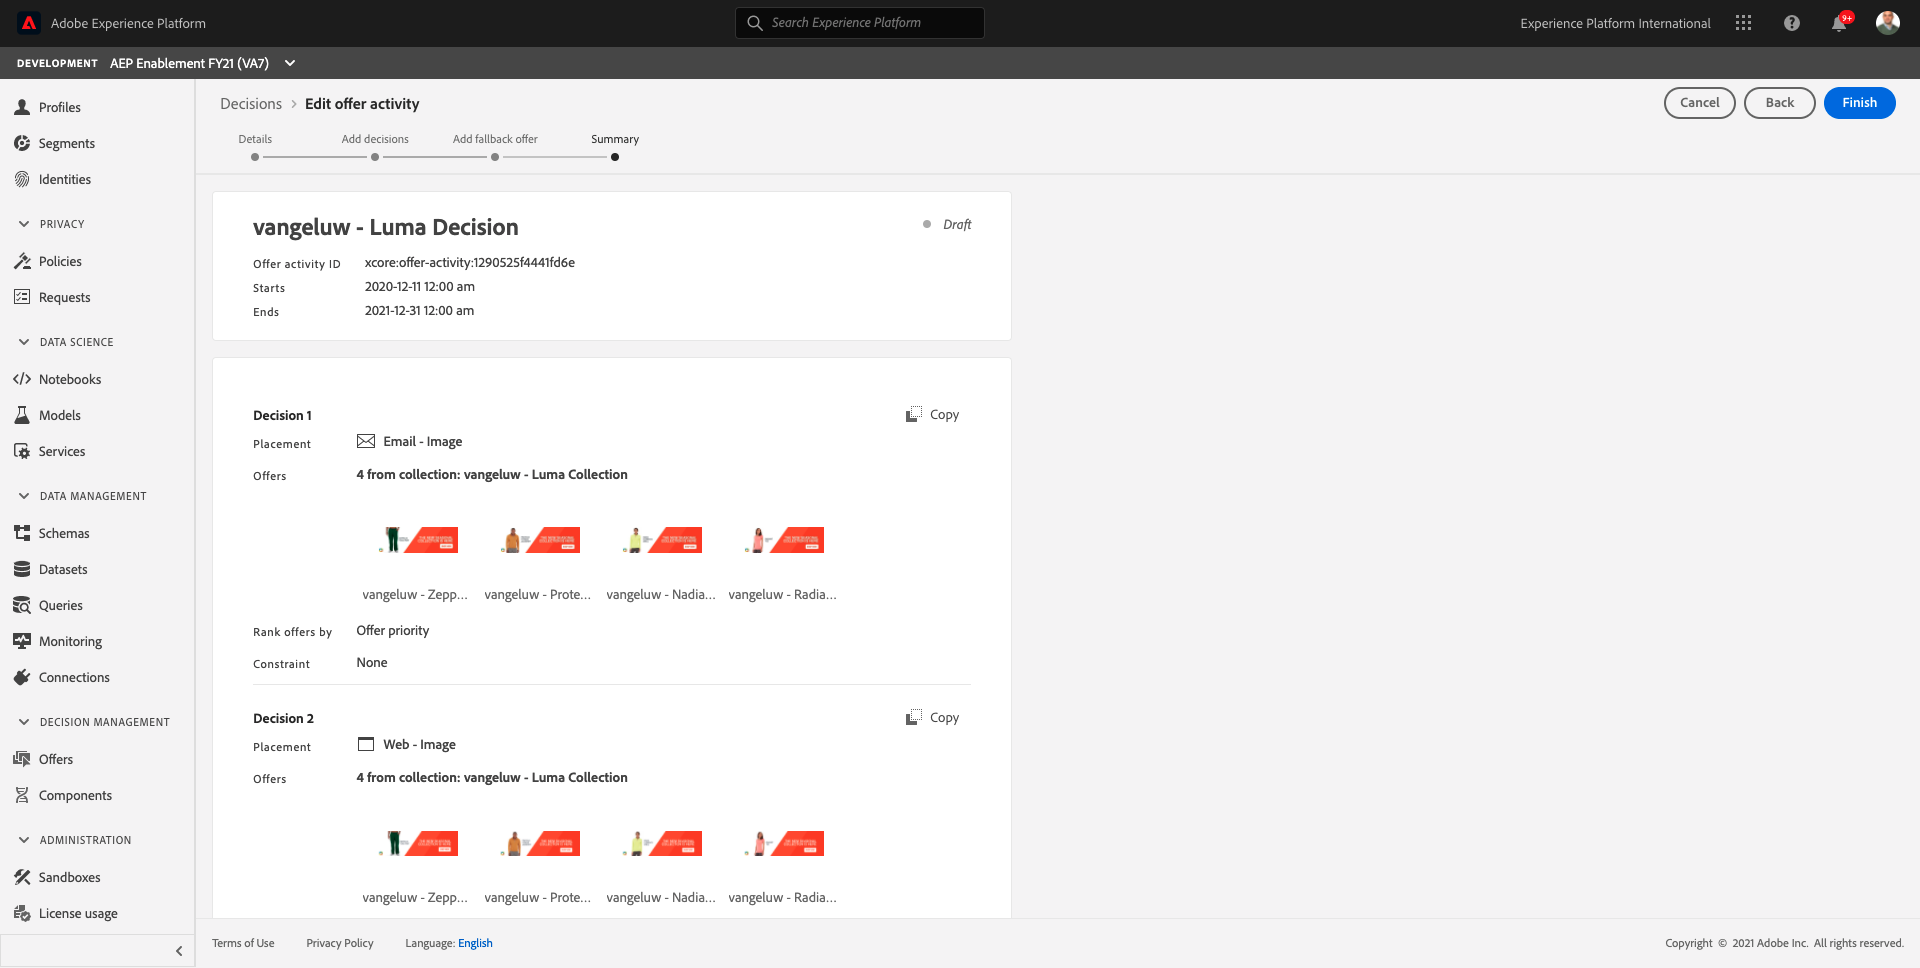 Adobe Experience Platform
Search Experience Platform
Experience Platform International
9+
DEVELOPMENT AEP Enablement FY21 (VA7)
Profiles
Segments
Identities
PRIVACY
Policies
Requests
DATA SCIENCE
Notebooks
Models
Services
DATA MANAGEMENT
Schemas
Datasets
Queries
Monitoring
Connections
DECISION MANAGEMENT
Offers
Components
ADMINISTRATION
Sandboxes
License usage
Decisions > Edit offer activity
Cancel
Back
Finish
Details
Add decisions
Add fallback offer
Summary
vangeluw - Luma Decision
Draft
Offer activity ID xcore:offer-activity:1290525f4441fd6e
Starts 2020-12-11 12:00 am
Ends 2021-12-31 12:00 am
Decision 1
Copy
Placement Email - Image
Offers 4 from collection: vangeluw - Luma Collection
vangeluw - Zepp... vangeluw - Prote... vangeluw - Nadia... vangeluw - Radia...
Rank offers by Offer priority
Constraint None
Decision 2
Copy
Placement Web - Image
Offers 4 from collection: vangeluw - Luma Collection
vangeluw - Zepp... vangeluw - Prote... vangeluw - Nadia... vangeluw - Radia...
Terms of Use Privacy Policy Language: English
Copyright © 2021 Adobe Inc. All rights reserved.